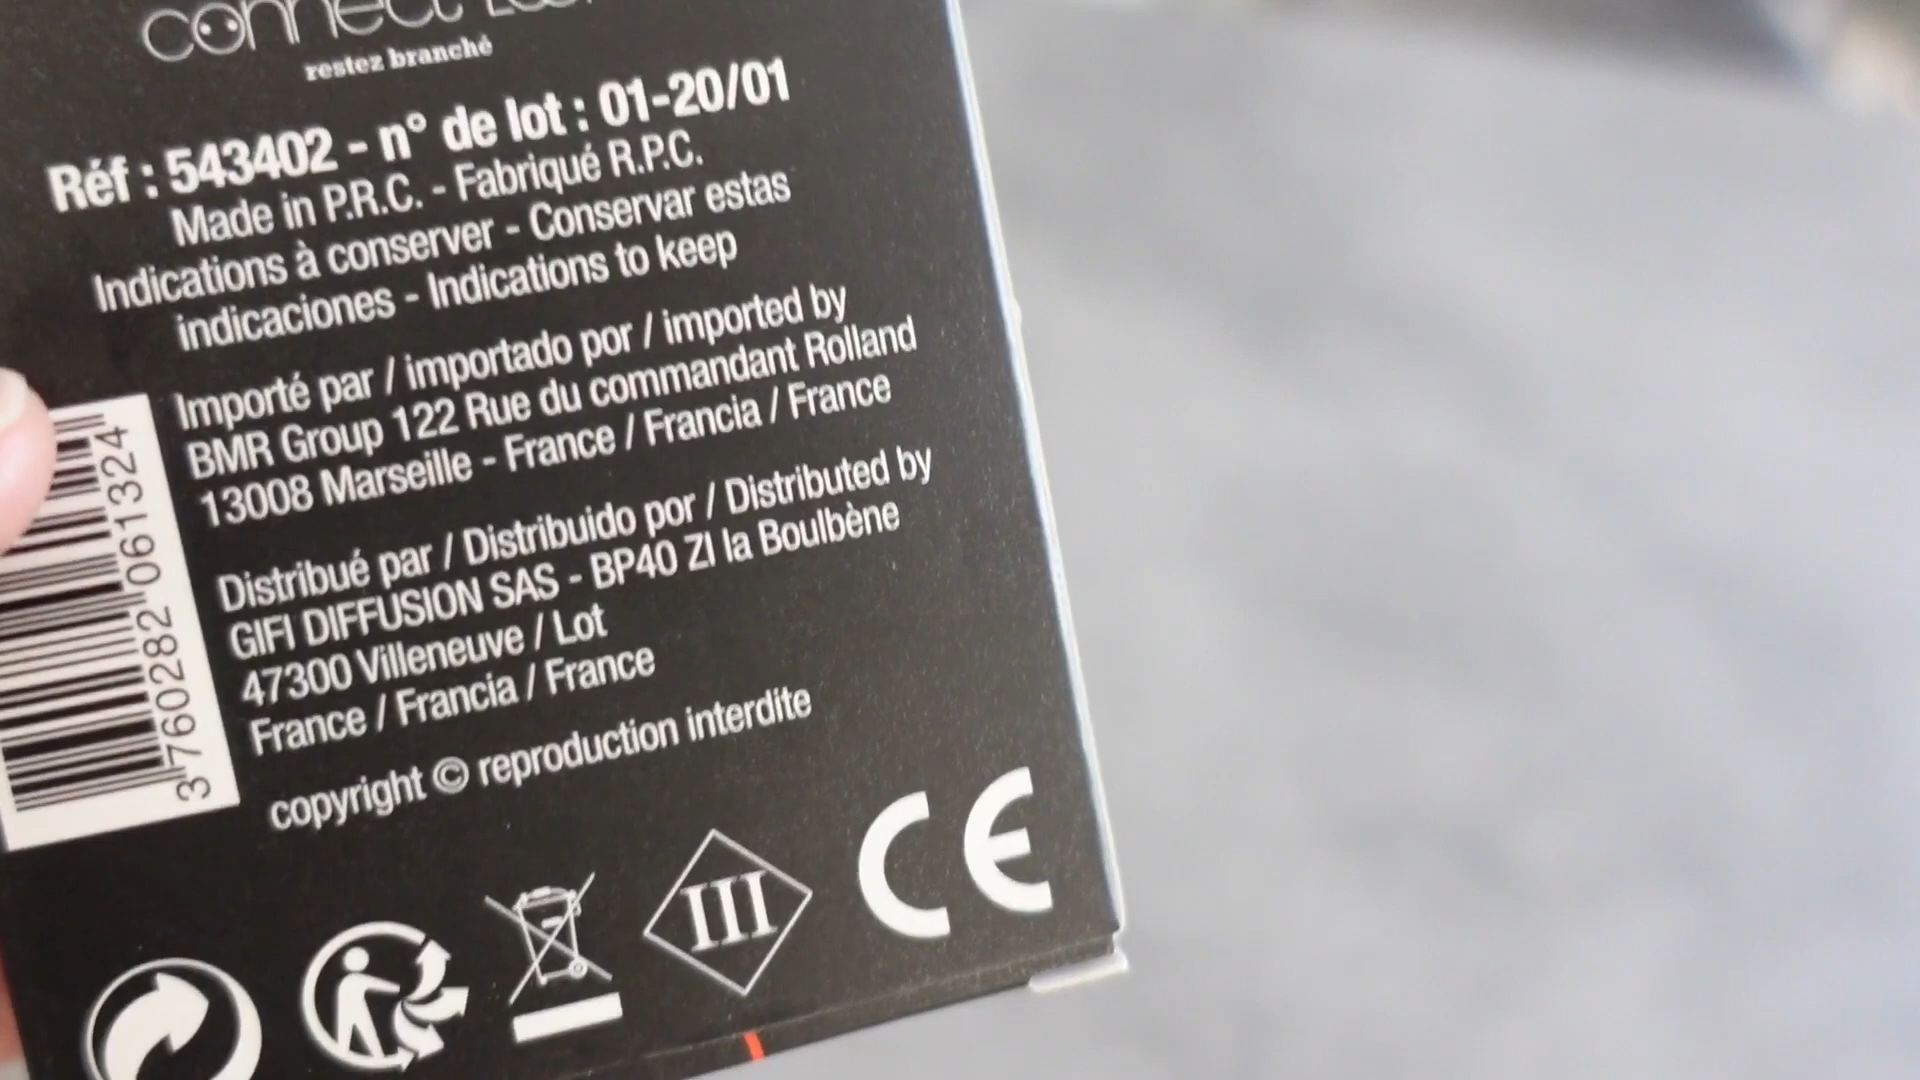 connect
restez branché
Réf : 543402 - n° de lot : 01-20/01
Made in P.R.C. - Fabriqué R.P.C.
Indications à conserver - Conservar estas
indicaciones - Indications to keep
Importé par / importado por / imported by
BMR Group 122 Rue du commandant Rolland
13008 Marseille - France / Francia / France
Distribué par / Distribuido por / Distributed by
GIFI DIFFUSION SAS - BP40 ZI la Boulbène
47300 Villeneuve / Lot
France / Francia / France
copyright © reproduction interdite
3 760282 061324
III
CE